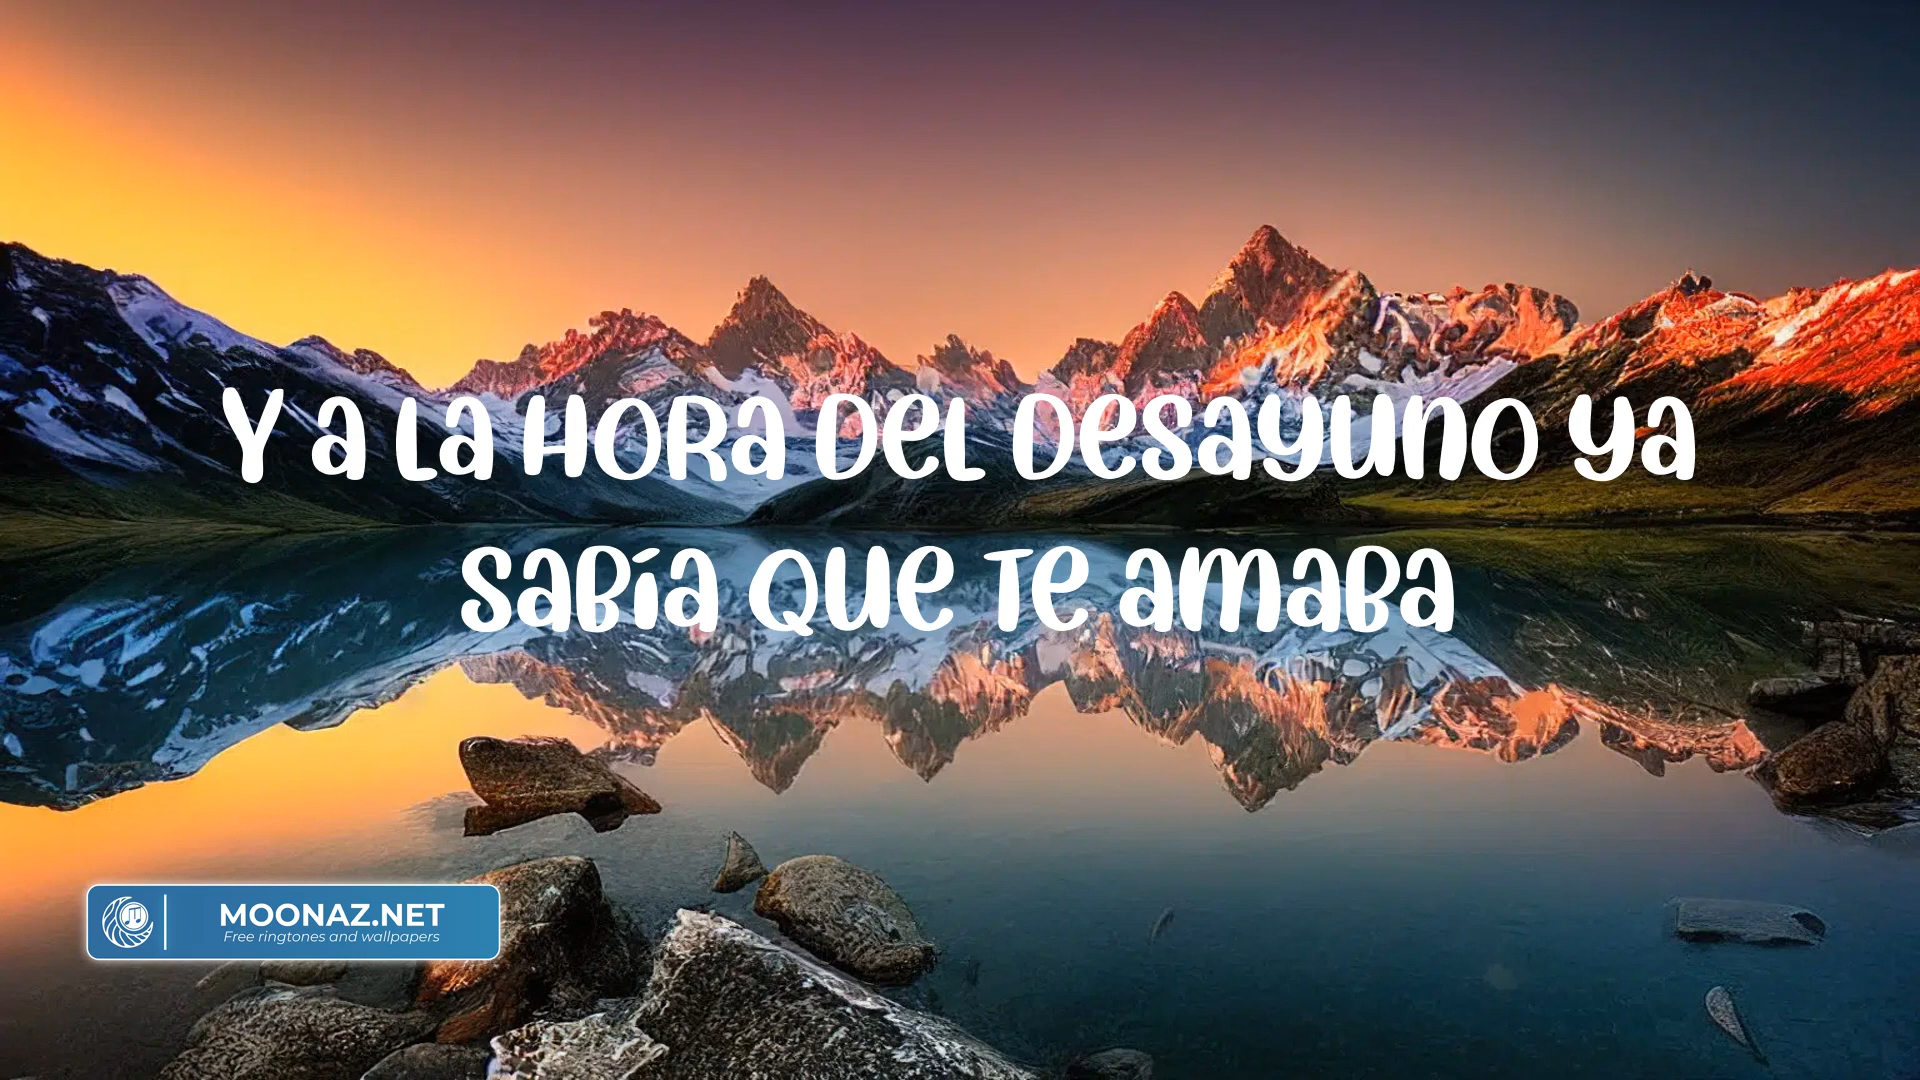 Y a La Hora Del Desayuno ya
sabía que te amaba
MOONAZ.NET
Free ringtones and wallpapers